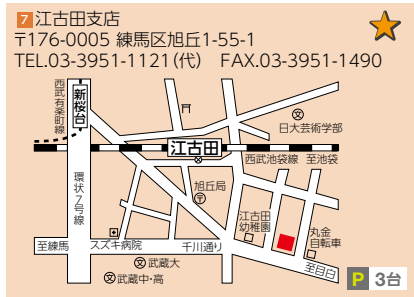 7 江古田支店
〒176-0005 練馬区旭丘1-55-1
TEL.03-3951-1121(代) FAX.03-3951-1490
西武有楽町線
新桜台
日大芸術学部
江古田
西武池袋線 至池袋
環状7号線
旭丘局
江古田
幼稚園
丸金
自転車
至練馬
スズキ病院
千川通り
至目白
武蔵大
武蔵中・高
P 3台